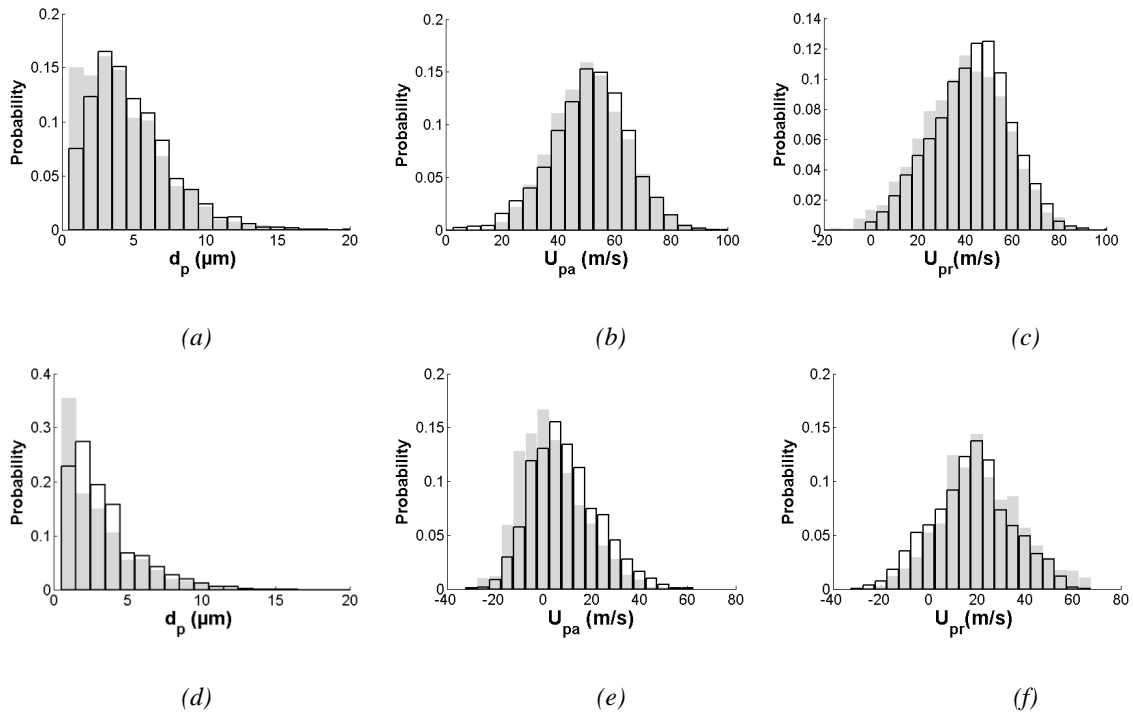 0.2
0.15
0.1
0.05
0
Probability
0 5 10 15 20
d_p (µm)
(a)
0.2
0.15
0.1
0.05
0
Probability
0 20 40 60 80 100
U_pa (m/s)
(b)
0.14
0.12
0.1
0.08
0.06
0.04
0.02
0
Probability
-20 0 20 40 60 80 100
U_pr(m/s)
(c)
0.4
0.3
0.2
0.1
0
Probability
0 5 10 15 20
d_p (µm)
(d)
0.2
0.15
0.1
0.05
0
Probability
-40 -20 0 20 40 60 80
U_pa (m/s)
(e)
0.2
0.15
0.1
0.05
0
Probability
-40 -20 0 20 40 60 80
U_pr(m/s)
(f)